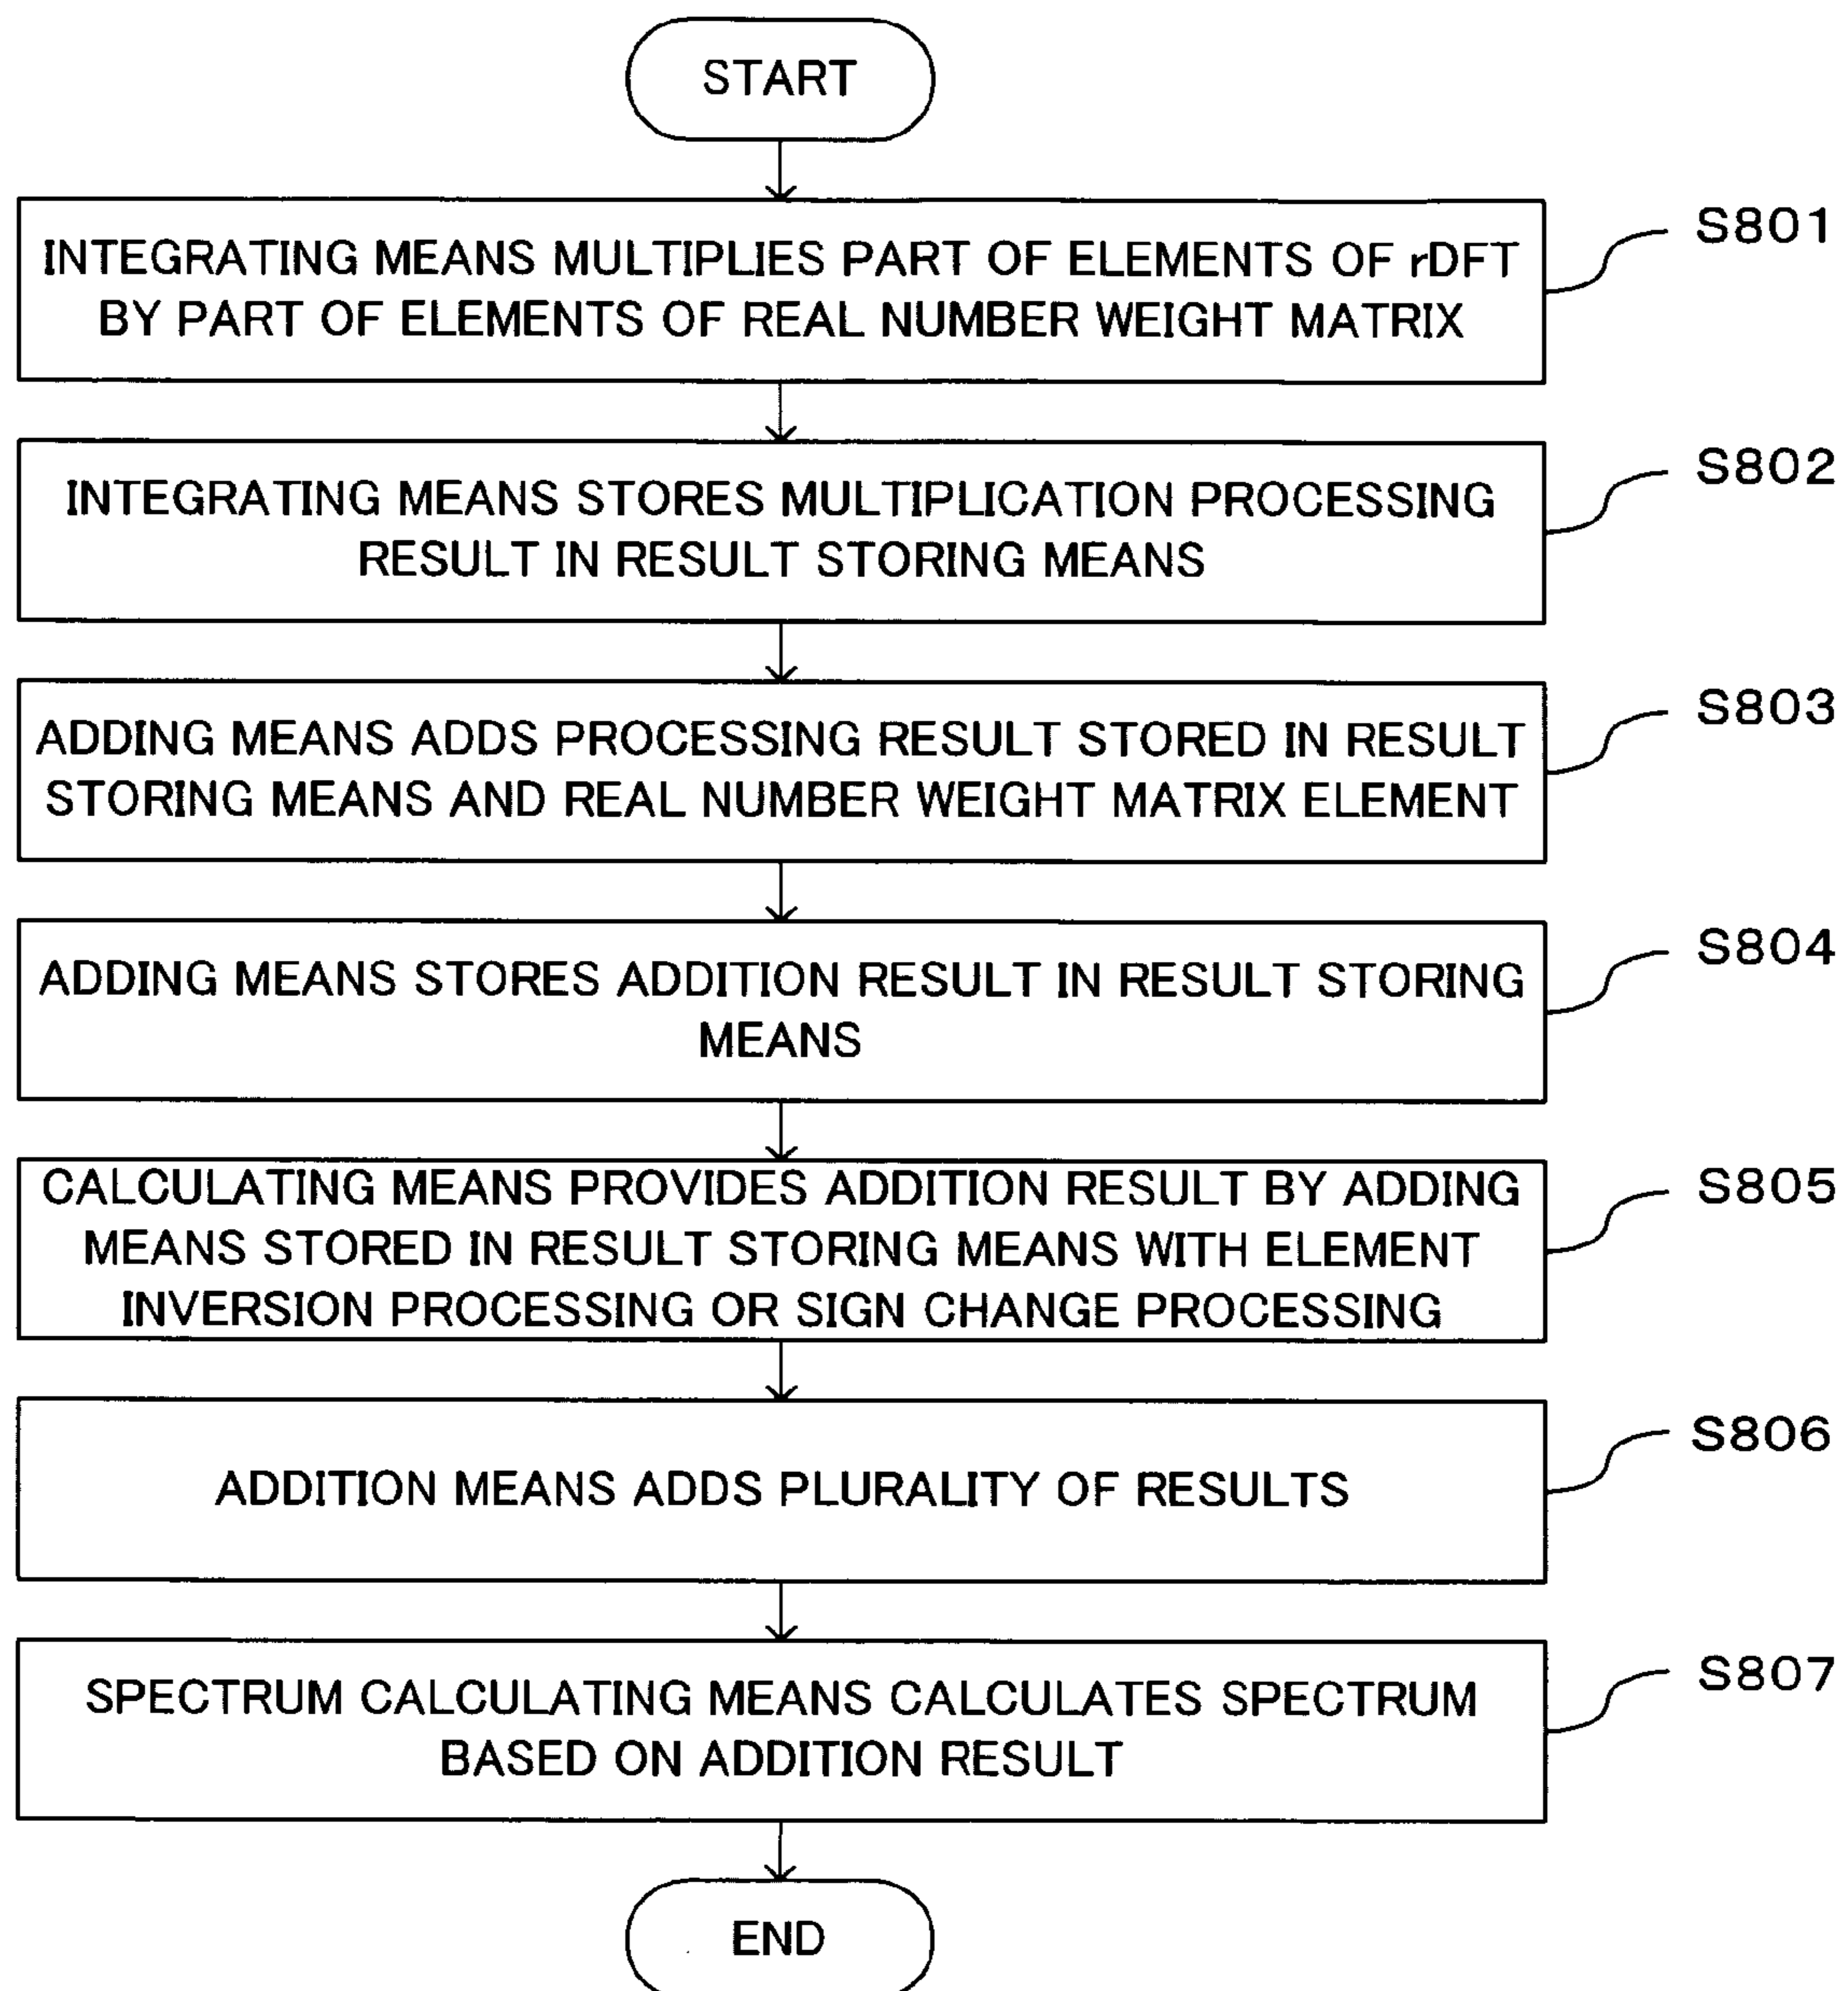 START
INTEGRATING MEANS MULTIPLIES PART OF ELEMENTS OF rDFT
BY PART OF ELEMENTS OF REAL NUMBER WEIGHT MATRIX
S801
INTEGRATING MEANS STORES MULTIPLICATION PROCESSING
RESULT IN RESULT STORING MEANS
S802
ADDING MEANS ADDS PROCESSING RESULT STORED IN RESULT
STORING MEANS AND REAL NUMBER WEIGHT MATRIX ELEMENT
S803
ADDING MEANS STORES ADDITION RESULT IN RESULT STORING
MEANS
S804
CALCULATING MEANS PROVIDES ADDITION RESULT BY ADDING
MEANS STORED IN RESULT STORING MEANS WITH ELEMENT
INVERSION PROCESSING OR SIGN CHANGE PROCESSING
S805
ADDITION MEANS ADDS PLURALITY OF RESULTS
S806
SPECTRUM CALCULATING MEANS CALCULATES SPECTRUM
BASED ON ADDITION RESULT
S807
END